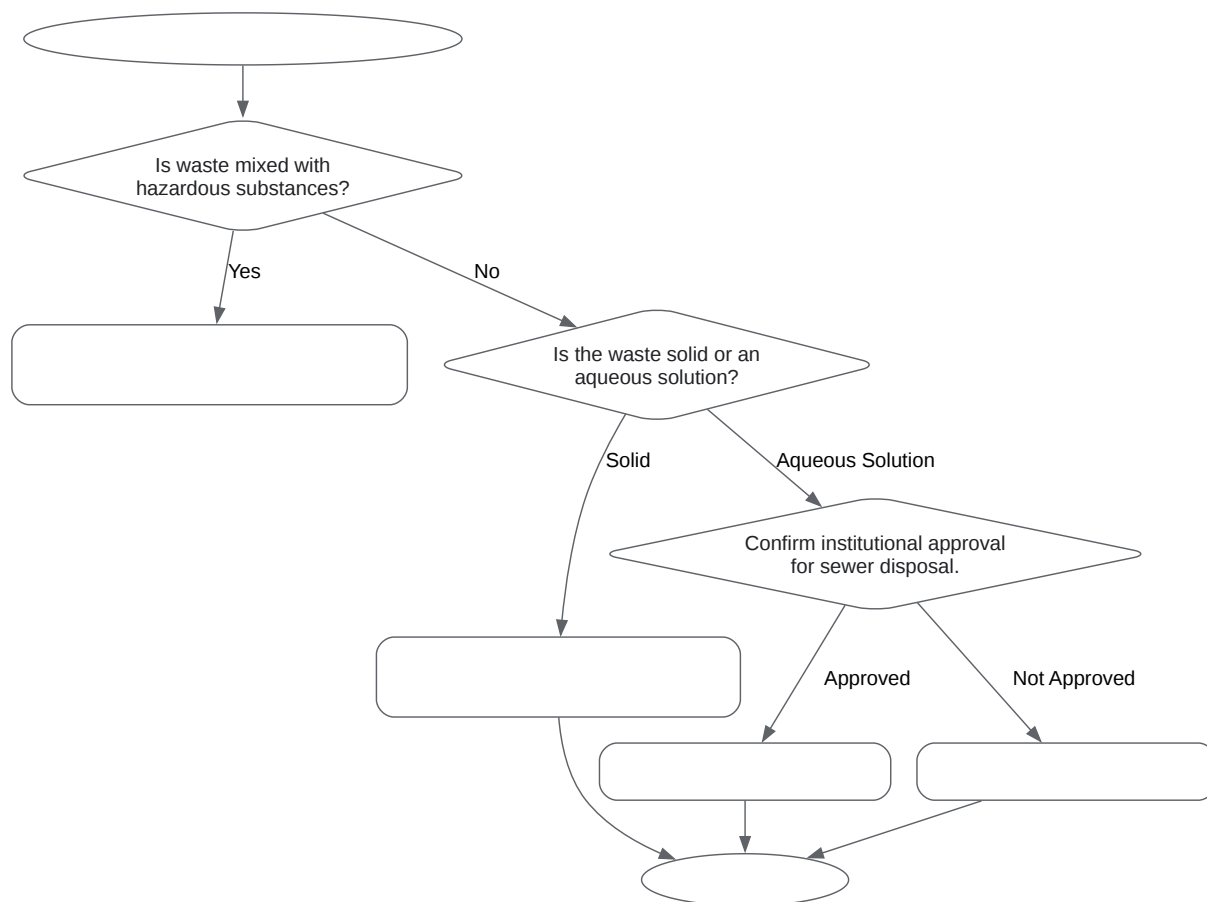 Is waste mixed with
hazardous substances?
Yes
No
Is the waste solid or an
aqueous solution?
Solid
Aqueous Solution
Confirm institutional approval
for sewer disposal.
Approved
Not Approved